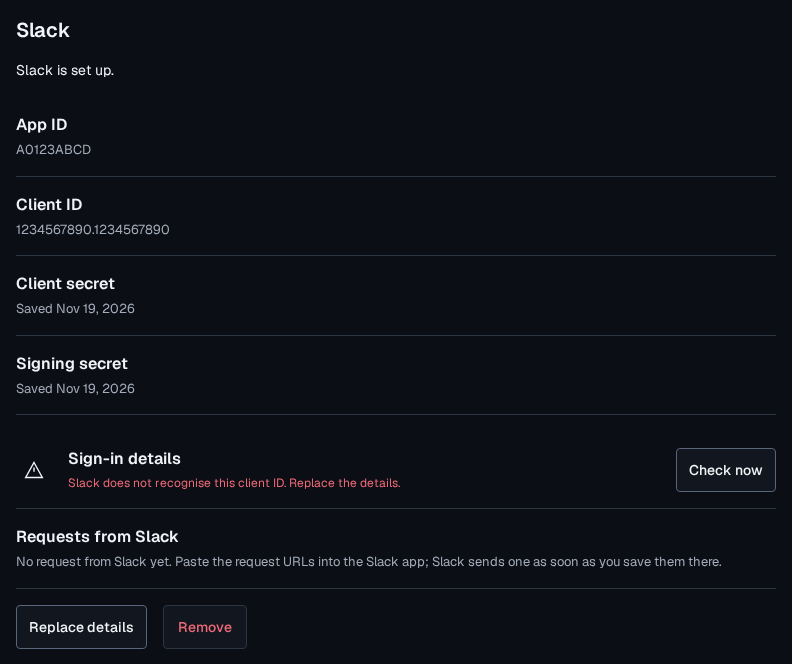 Slack
Slack is set up.
App ID
A0123ABCD
Client ID
1234567890.1234567890
Client secret
Saved Nov 19, 2026
Signing secret
Saved Nov 19, 2026
Sign-in details
Slack does not recognise this client ID. Replace the details.
Check now
Requests from Slack
No request from Slack yet. Paste the request URLs into the Slack app; Slack sends one as soon as you save them there.
Replace details
Remove